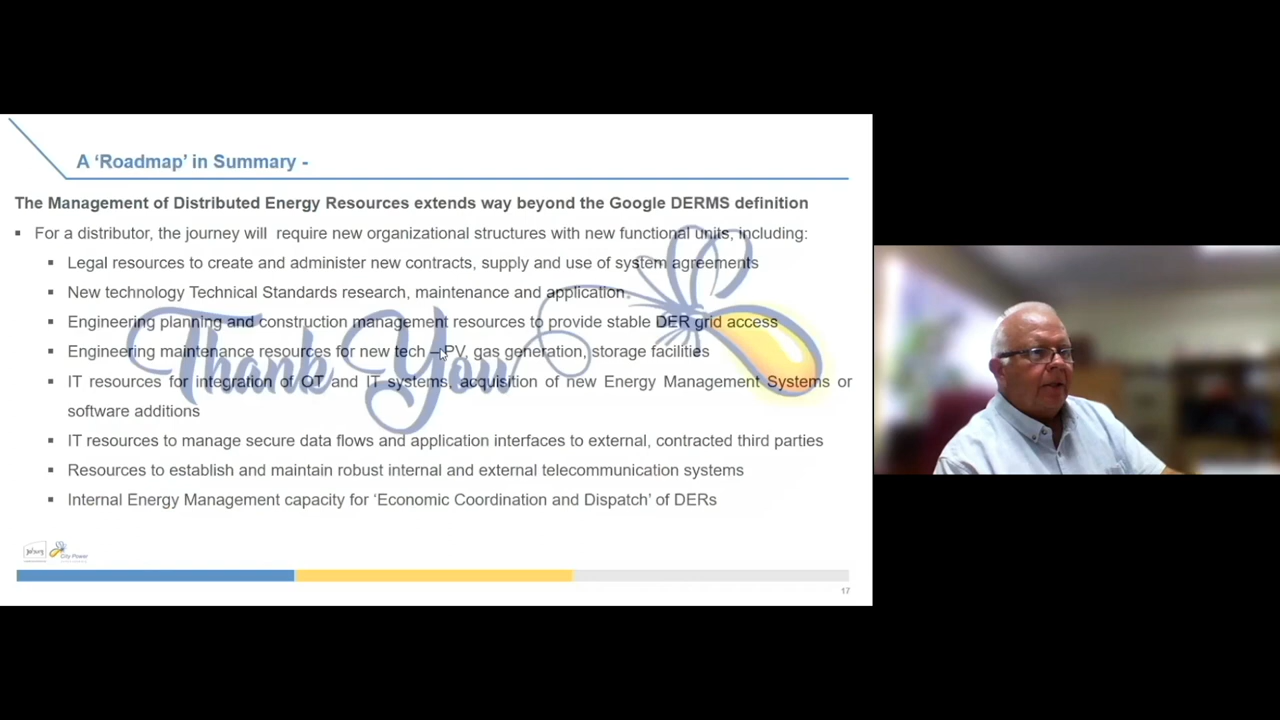 A ‘Roadmap’ in Summary -
The Management of Distributed Energy Resources extends way beyond the Google DERMS definition
▪ For a distributor, the journey will require new organizational structures with new functional units, including:
▪ Legal resources to create and administer new contracts, supply and use of system agreements
▪ New technology Technical Standards research, maintenance and application.
▪ Engineering planning and construction management resources to provide stable DER grid access
▪ Engineering maintenance resources for new tech – PV, gas generation, storage facilities
▪ IT resources for integration of OT and IT systems, acquisition of new Energy Management Systems or
software additions
▪ IT resources to manage secure data flows and application interfaces to external, contracted third parties
▪ Resources to establish and maintain robust internal and external telecommunication systems
▪ Internal Energy Management capacity for ‘Economic Coordination and Dispatch’ of DERs
Thank You
City Power
17